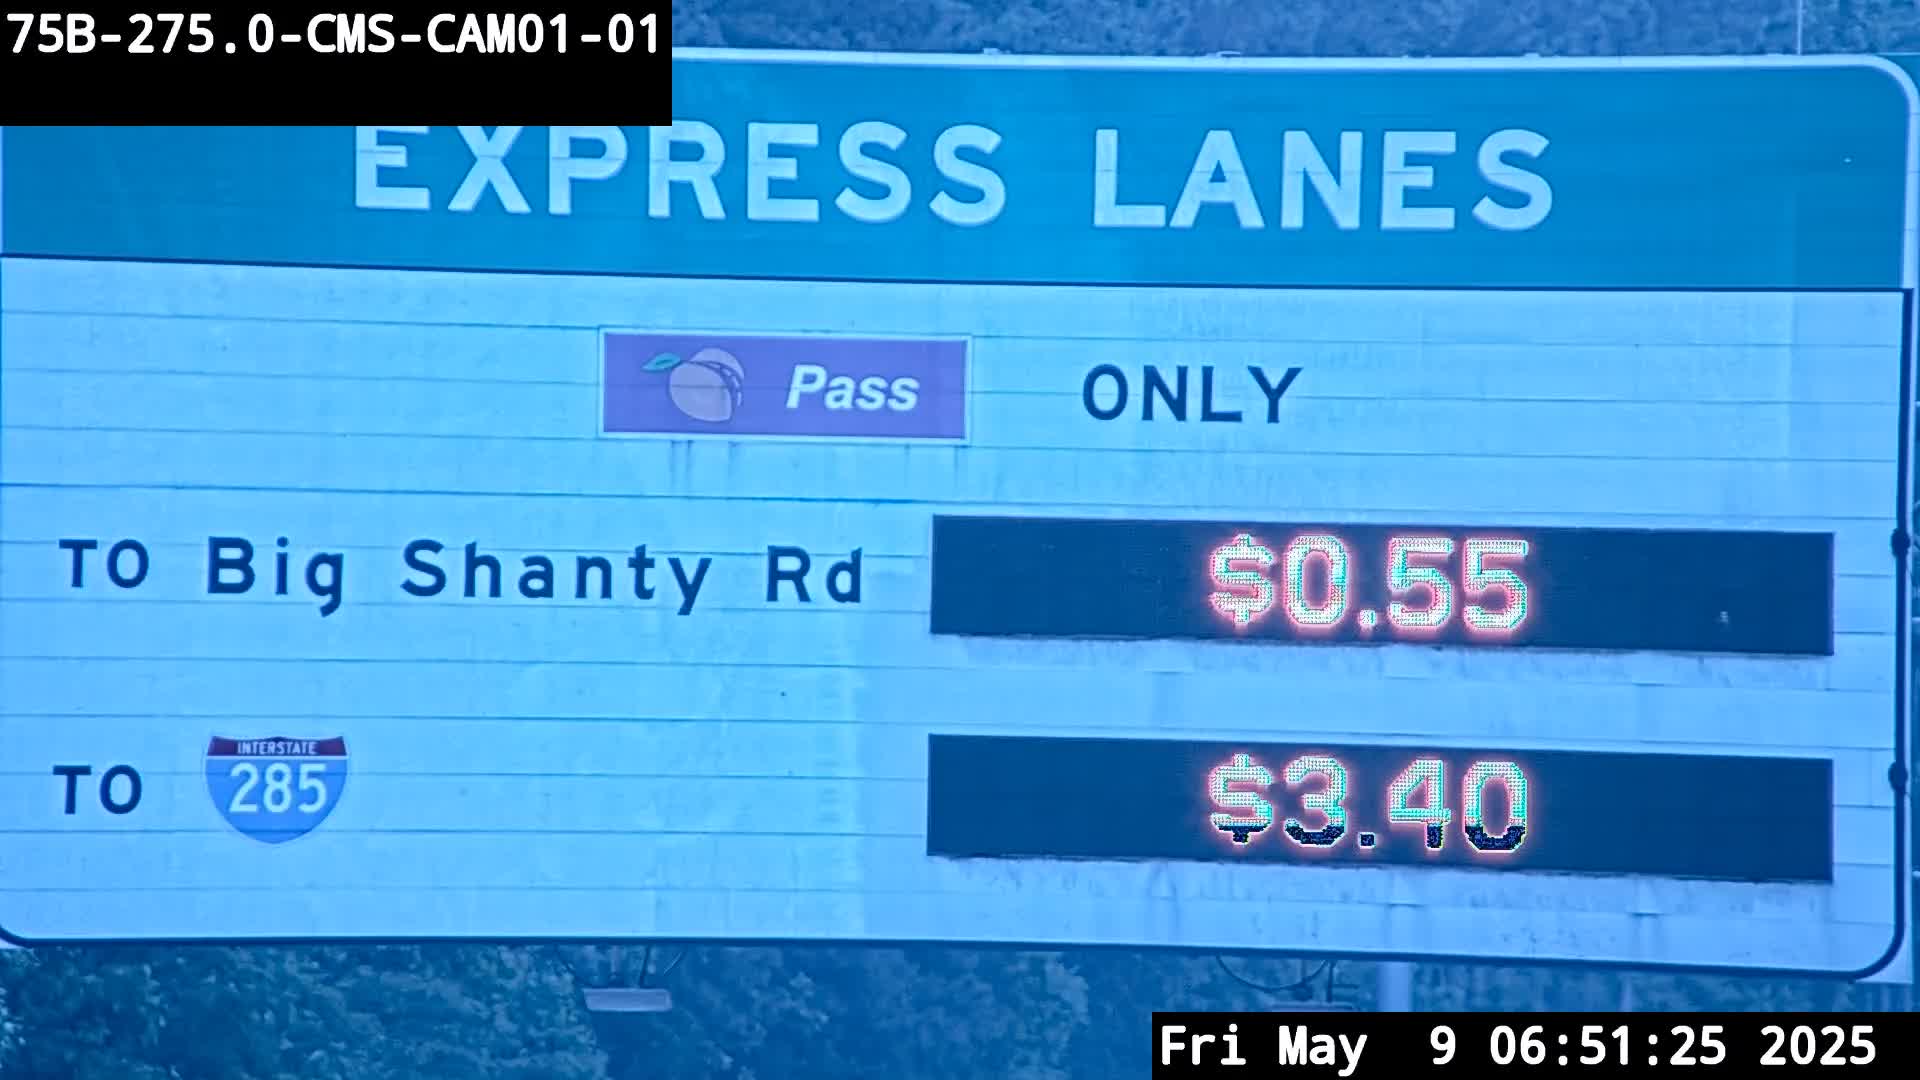 75B-275.0-CMS-CAM01-01
EXPRESS LANES
Pass ONLY
TO Big Shanty Rd $0.55
TO INTERSTATE 285 $3.40
Fri May 9 06:51:25 2025